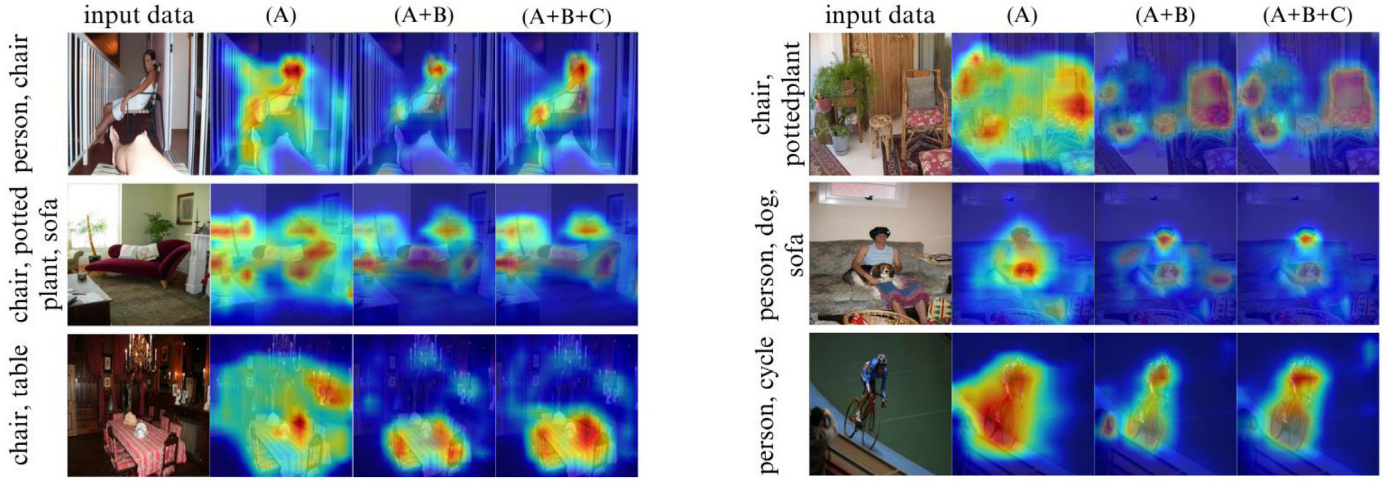 input data (A) (A+B) (A+B+C)
person, chair
chair, potted
plant, sofa
chair, table
input data (A) (A+B) (A+B+C)
chair,
pottedplant
person, dog,
sofa
person, cycle